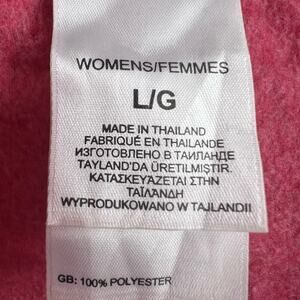 WOMENS/FEMMES
L/G
MADE IN THAILAND
FABRIQUÉ EN THAILANDE
ИЗГОТОВЛЕНО В ТАИЛАНДЕ
TAYLAND'DA ÜRETILMIŞTIR.
ΚΑΤΑΣΚΕΥΑΖΕΤΑΙ ΣΤΗΝ
ΤΑΪΛΑΝΔΗ
WYPRODUKOWANO W TAJLANDII
GB: 100% POLYESTER